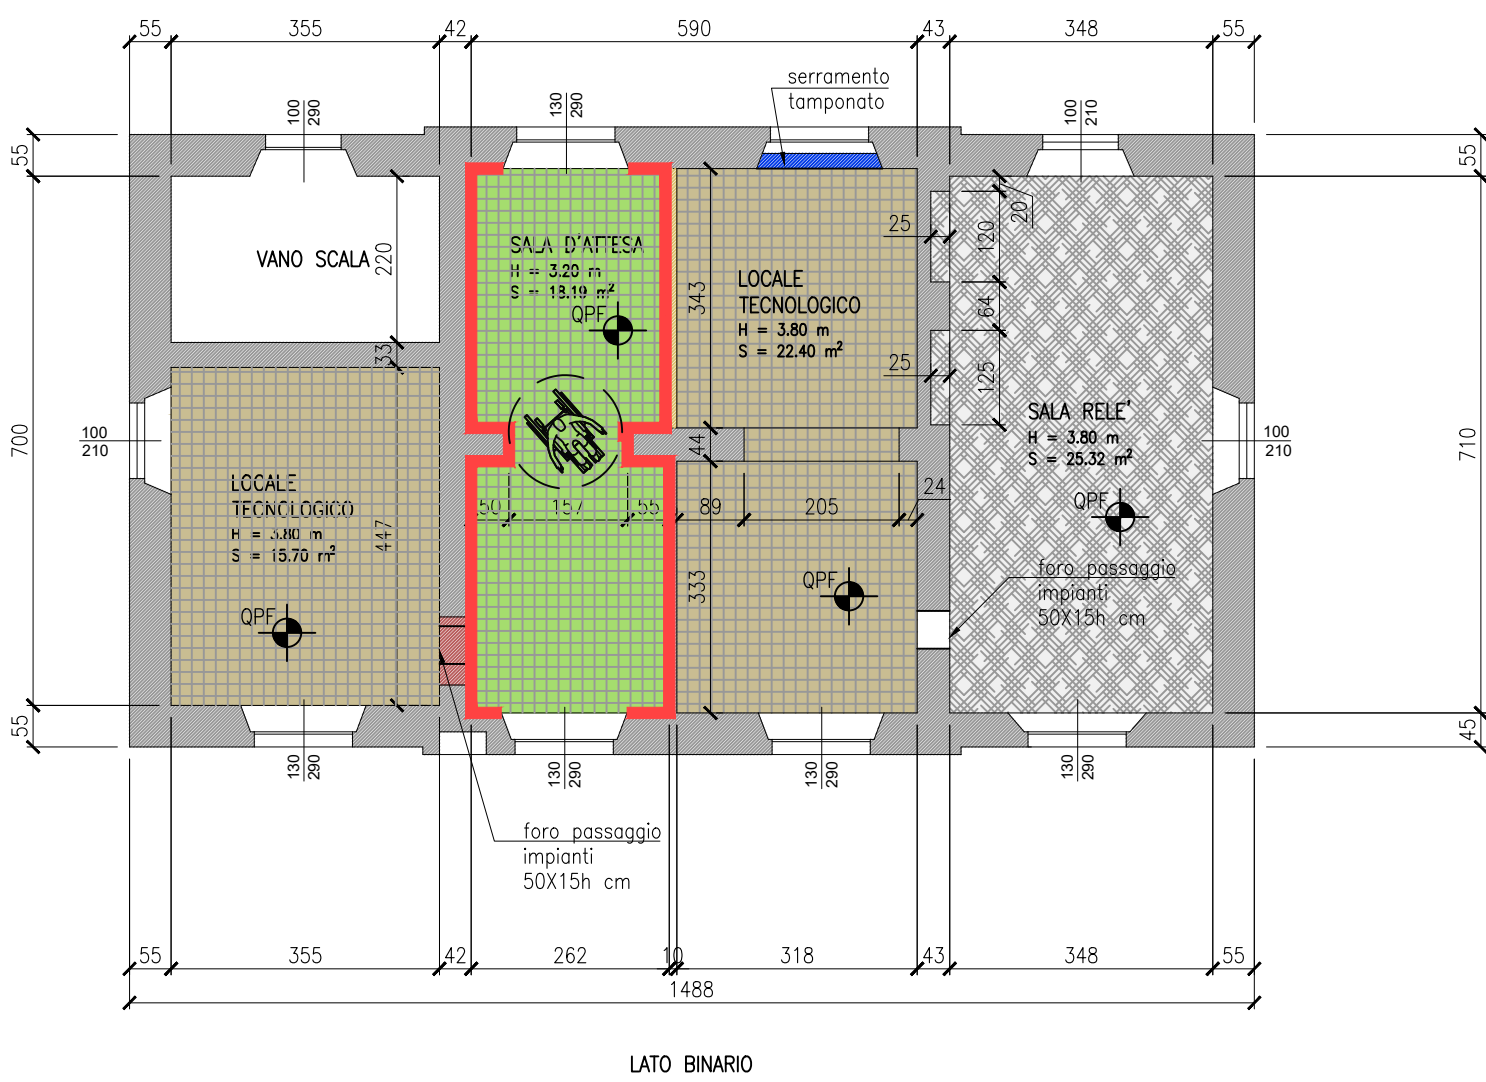 55 355 42 590 43 348 55
serramento
tamponato
100
290
130
290
100
210
55
55
VANO SCALA
220
33
SALA D'ATTESA
H = 3.20 m
S = 18.19 m²
QPF
343
LOCALE
TECNOLOGICO
H = 3.80 m
S = 22.40 m²
25
20
120
64
25
125
SALA RELE'
H = 3.80 m
S = 25.32 m²
QPF
700
100
210
100
210
710
44
LOCALE
TECNOLOGICO
H = 3.80 m
S = 15.70 m²
447
QPF
50 157 55 89 205 24
333
QPF
foro passaggio
impianti
50X15h cm
55
45
130
290
130
290
130
290
130
290
foro passaggio
impianti
50X15h cm
55 355 42 262 10 318 43 348 55
1488
LATO BINARIO